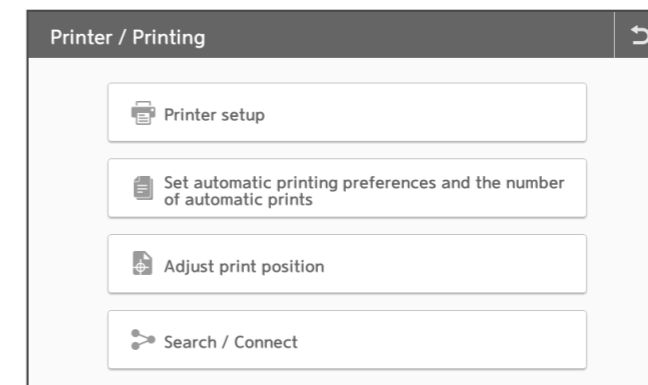 Printer / Printing
Printer setup
Set automatic printing preferences and the number
of automatic prints
Adjust print position
Search / Connect